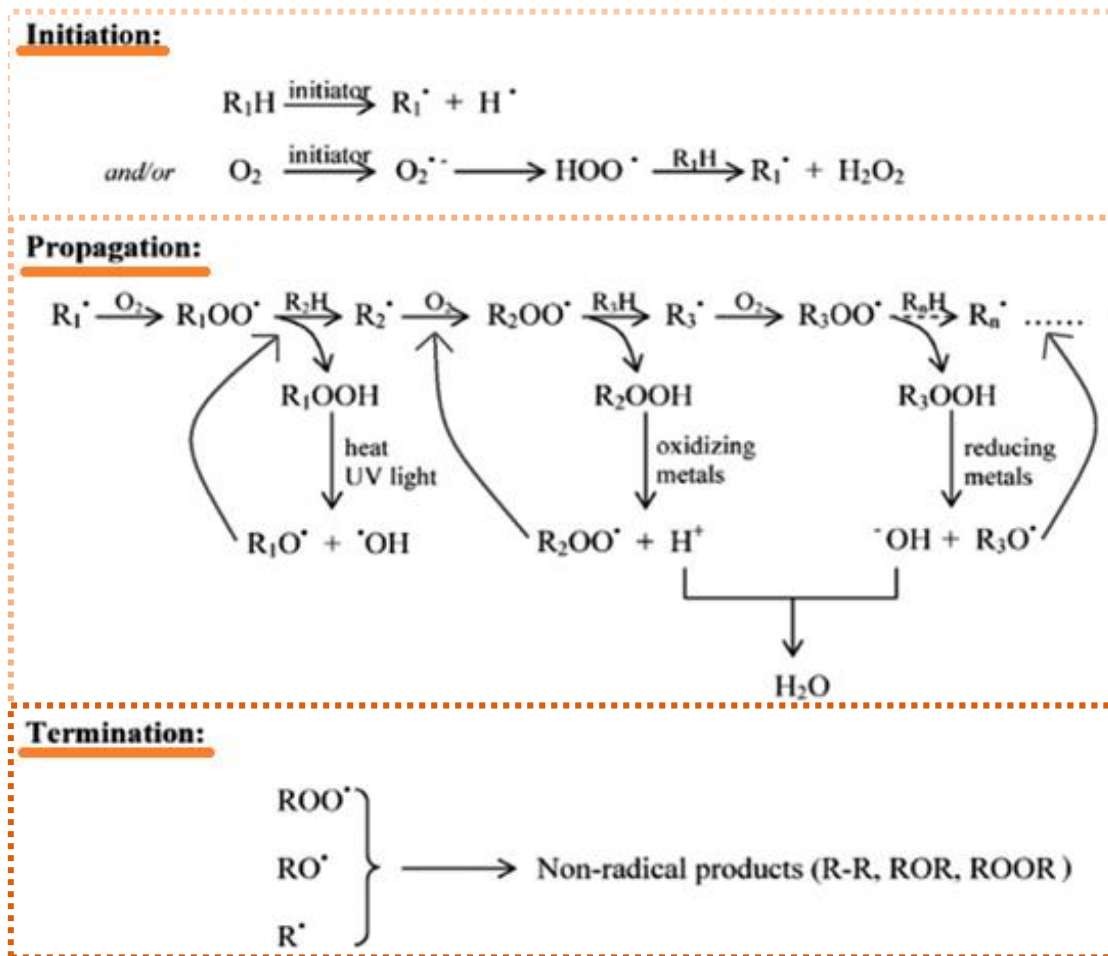 Initiation:
R₁H initiator→ R₁• + H•
and/or O₂ initiator→ O₂•- → HOO• R₁H→ R₁• + H₂O₂
Propagation:
R₁• O₂→ R₁OO• R₂H→ R₂• O₂→ R₂OO• R₃H→ R₃• O₂→ R₃OO• RₙH→ Rₙ• ......
R₁OOH R₂OOH R₃OOH
heat oxidizing reducing
UV light metals metals
R₁O• + •OH R₂OO• + H⁺ ⁻OH + R₃O•
H₂O
Termination:
ROO•
RO• → Non-radical products (R-R, ROR, ROOR)
R•